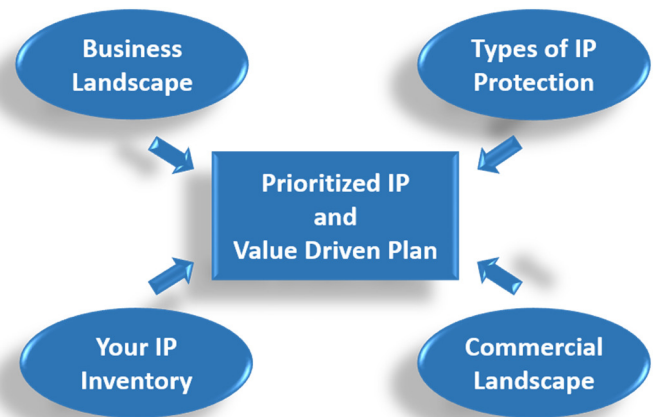 Business
Landscape
Types of IP
Protection
Prioritized IP
and
Value Driven Plan
Your IP
Inventory
Commercial
Landscape